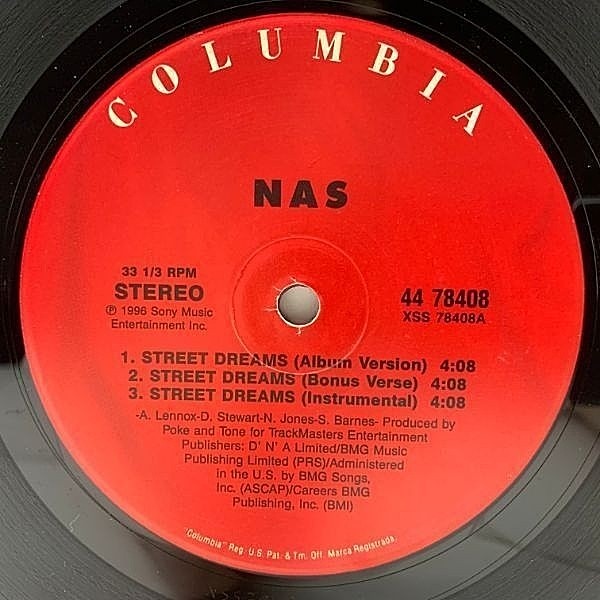 COLUMBIA
NAS
33 1/3 RPM
STEREO
℗ 1996 Sony Music
Entertainment Inc.
44 78408
XSS 78408A
1. STREET DREAMS (Album Version) 4:08
2. STREET DREAMS (Bonus Verse) 4:08
3. STREET DREAMS (Instrumental) 4:08
-A. Lennox-D. Stewart-N. Jones-S. Barnes- Produced by
Poke and Tone for TrackMasters Entertainment
Publishers: D' N' A Limited/BMG Music
Publishing Limited (PRS)/Administered
in the U.S. by BMG Songs,
Inc. (ASCAP)/Careers BMG
Publishing, Inc. (BMI)
"Columbia" Reg. U.S. Pat. & Tm. Off. Marca Registrada.